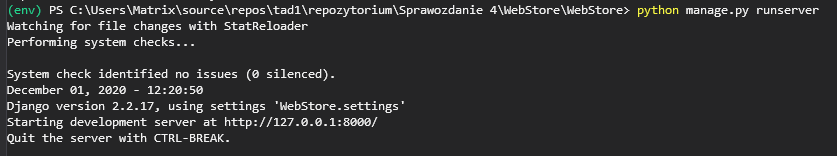 (env) PS C:\Users\Matrix\source\repos\tad1\repozytorium\Sprawozdanie 4\WebStore\WebStore> python manage.py runserver
Watching for file changes with StatReloader
Performing system checks...
System check identified no issues (0 silenced).
December 01, 2020 - 12:20:50
Django version 2.2.17, using settings 'WebStore.settings'
Starting development server at http://127.0.0.1:8000/
Quit the server with CTRL-BREAK.